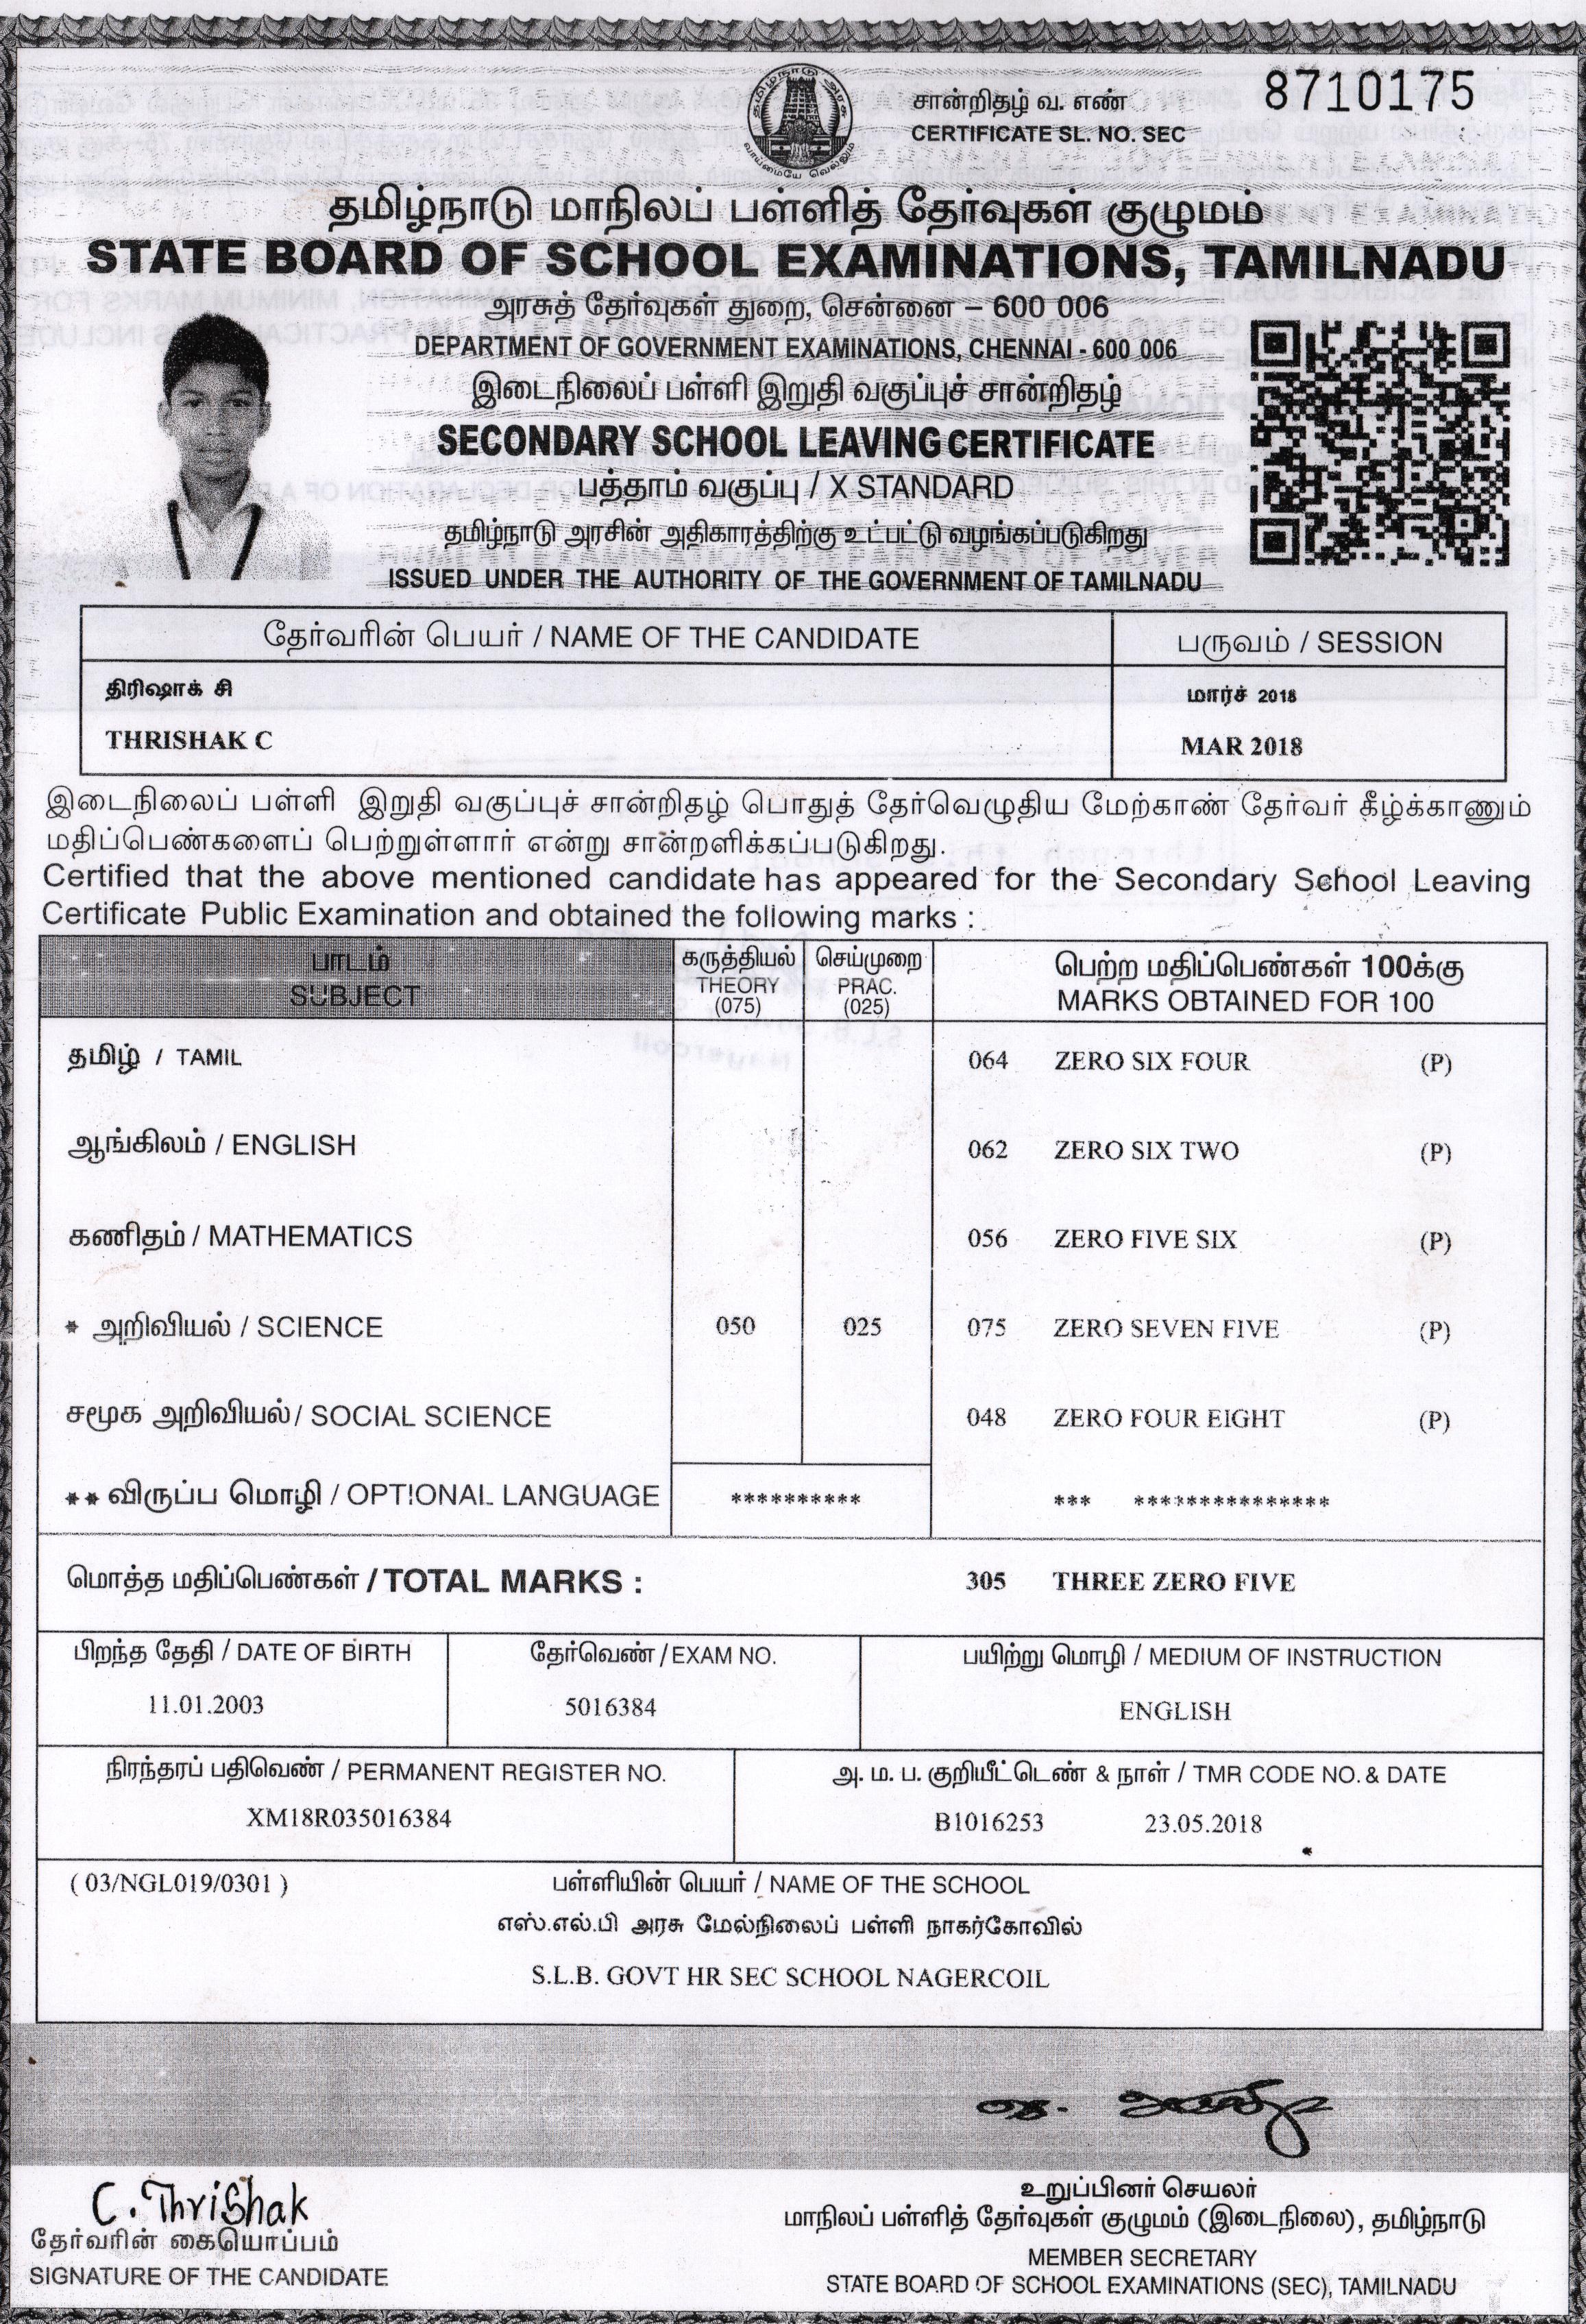 8710175
சான்றிதழ் வ. எண்
CERTIFICATE SL. NO. SEC
தமிழ்நாடு அரசு
வாய்மையே வெல்லும்
தமிழ்நாடு மாநிலப் பள்ளித் தேர்வுகள் குழுமம்
STATE BOARD OF SCHOOL EXAMINATIONS, TAMILNADU
அரசுத் தேர்வுகள் துறை, சென்னை – 600 006
DEPARTMENT OF GOVERNMENT EXAMINATIONS, CHENNAI - 600 006
இடைநிலைப் பள்ளி இறுதி வகுப்புச் சான்றிதழ்
SECONDARY SCHOOL LEAVING CERTIFICATE
பத்தாம் வகுப்பு / X STANDARD
தமிழ்நாடு அரசின் அதிகாரத்திற்கு உட்பட்டு வழங்கப்படுகிறது
ISSUED UNDER THE AUTHORITY OF THE GOVERNMENT OF TAMILNADU
தேர்வரின் பெயர் / NAME OF THE CANDIDATE பருவம் / SESSION
திரிஷாக் சி மார்ச் 2018
THRISHAK C MAR 2018
இடைநிலைப் பள்ளி இறுதி வகுப்புச் சான்றிதழ் பொதுத் தேர்வெழுதிய மேற்காண் தேர்வர் கீழ்க்காணும்
மதிப்பெண்களைப் பெற்றுள்ளார் என்று சான்றளிக்கப்படுகிறது.
Certified that the above mentioned candidate has appeared for the Secondary School Leaving
Certificate Public Examination and obtained the following marks :
பாடம் கருத்தியல் செய்முறை பெற்ற மதிப்பெண்கள் 100க்கு
SUBJECT THEORY PRAC. MARKS OBTAINED FOR 100
(075) (025)
தமிழ் / TAMIL 064 ZERO SIX FOUR (P)
ஆங்கிலம் / ENGLISH 062 ZERO SIX TWO (P)
கணிதம் / MATHEMATICS 056 ZERO FIVE SIX (P)
* அறிவியல் / SCIENCE 050 025 075 ZERO SEVEN FIVE (P)
சமூக அறிவியல் / SOCIAL SCIENCE 048 ZERO FOUR EIGHT (P)
** விருப்ப மொழி / OPTIONAL LANGUAGE ********** *** ***************
மொத்த மதிப்பெண்கள் / TOTAL MARKS : 305 THREE ZERO FIVE
பிறந்த தேதி / DATE OF BIRTH தேர்வெண் / EXAM NO. பயிற்று மொழி / MEDIUM OF INSTRUCTION
11.01.2003 5016384 ENGLISH
நிரந்தரப் பதிவெண் / PERMANENT REGISTER NO. அ. ம. ப. குறியீட்டெண் & நாள் / TMR CODE NO. & DATE
XM18R035016384 B1016253 23.05.2018
( 03/NGL019/0301 ) பள்ளியின் பெயர் / NAME OF THE SCHOOL
எஸ்.எல்.பி அரசு மேல்நிலைப் பள்ளி நாகர்கோவில்
S.L.B. GOVT HR SEC SCHOOL NAGERCOIL
C. Thrishak
தேர்வரின் கையொப்பம்
SIGNATURE OF THE CANDIDATE
உறுப்பினர் செயலர்
மாநிலப் பள்ளித் தேர்வுகள் குழுமம் (இடைநிலை), தமிழ்நாடு
MEMBER SECRETARY
STATE BOARD OF SCHOOL EXAMINATIONS (SEC), TAMILNADU